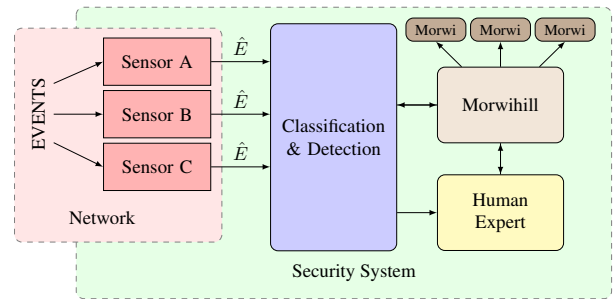 Morwi Morwi Morwi
EVENTS
Sensor A
Sensor B
Sensor C
Ê
Ê
Ê
Classification
& Detection
Morwihill
Human
Expert
Network
Security System